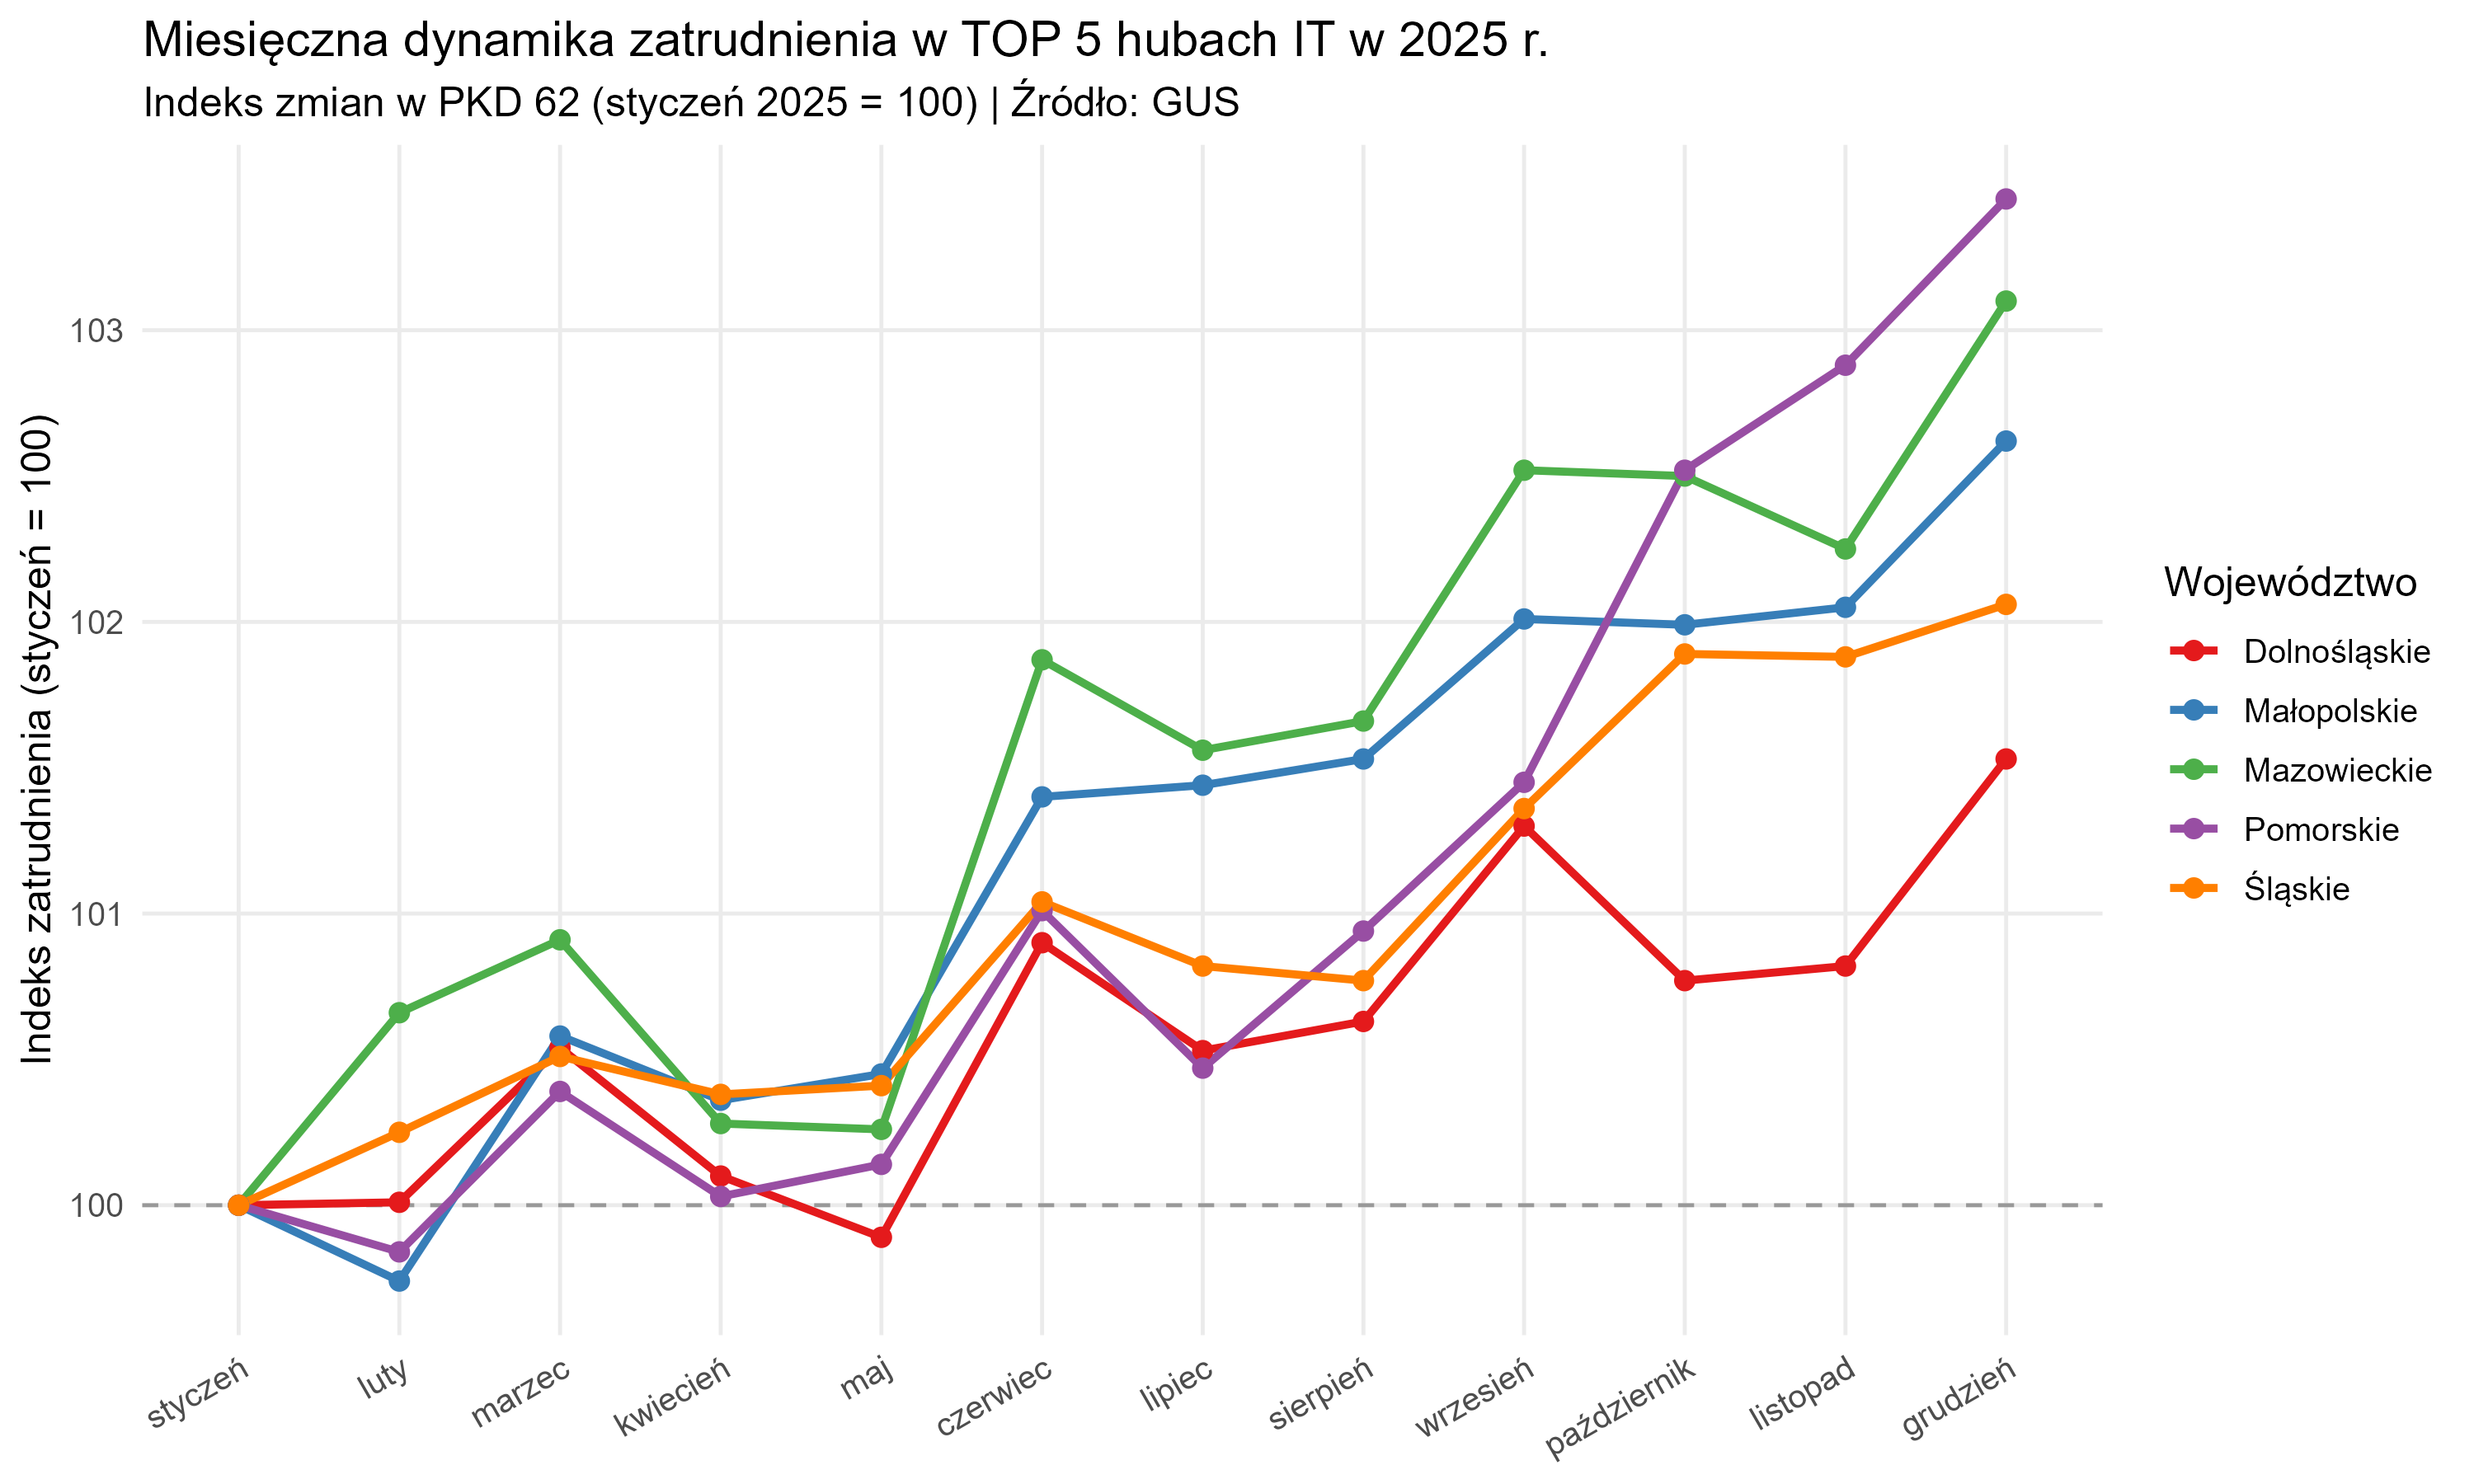 Miesięczna dynamika zatrudnienia w TOP 5 hubach IT w 2025 r.
Indeks zmian w PKD 62 (styczeń 2025 = 100) | Źródło: GUS
Indeks zatrudnienia (styczeń = 100)
103
102
101
100
styczeń
luty
marzec
kwiecień
maj
czerwiec
lipiec
sierpień
wrzesień
październik
listopad
grudzień
Województwo
Dolnośląskie
Małopolskie
Mazowieckie
Pomorskie
Śląskie